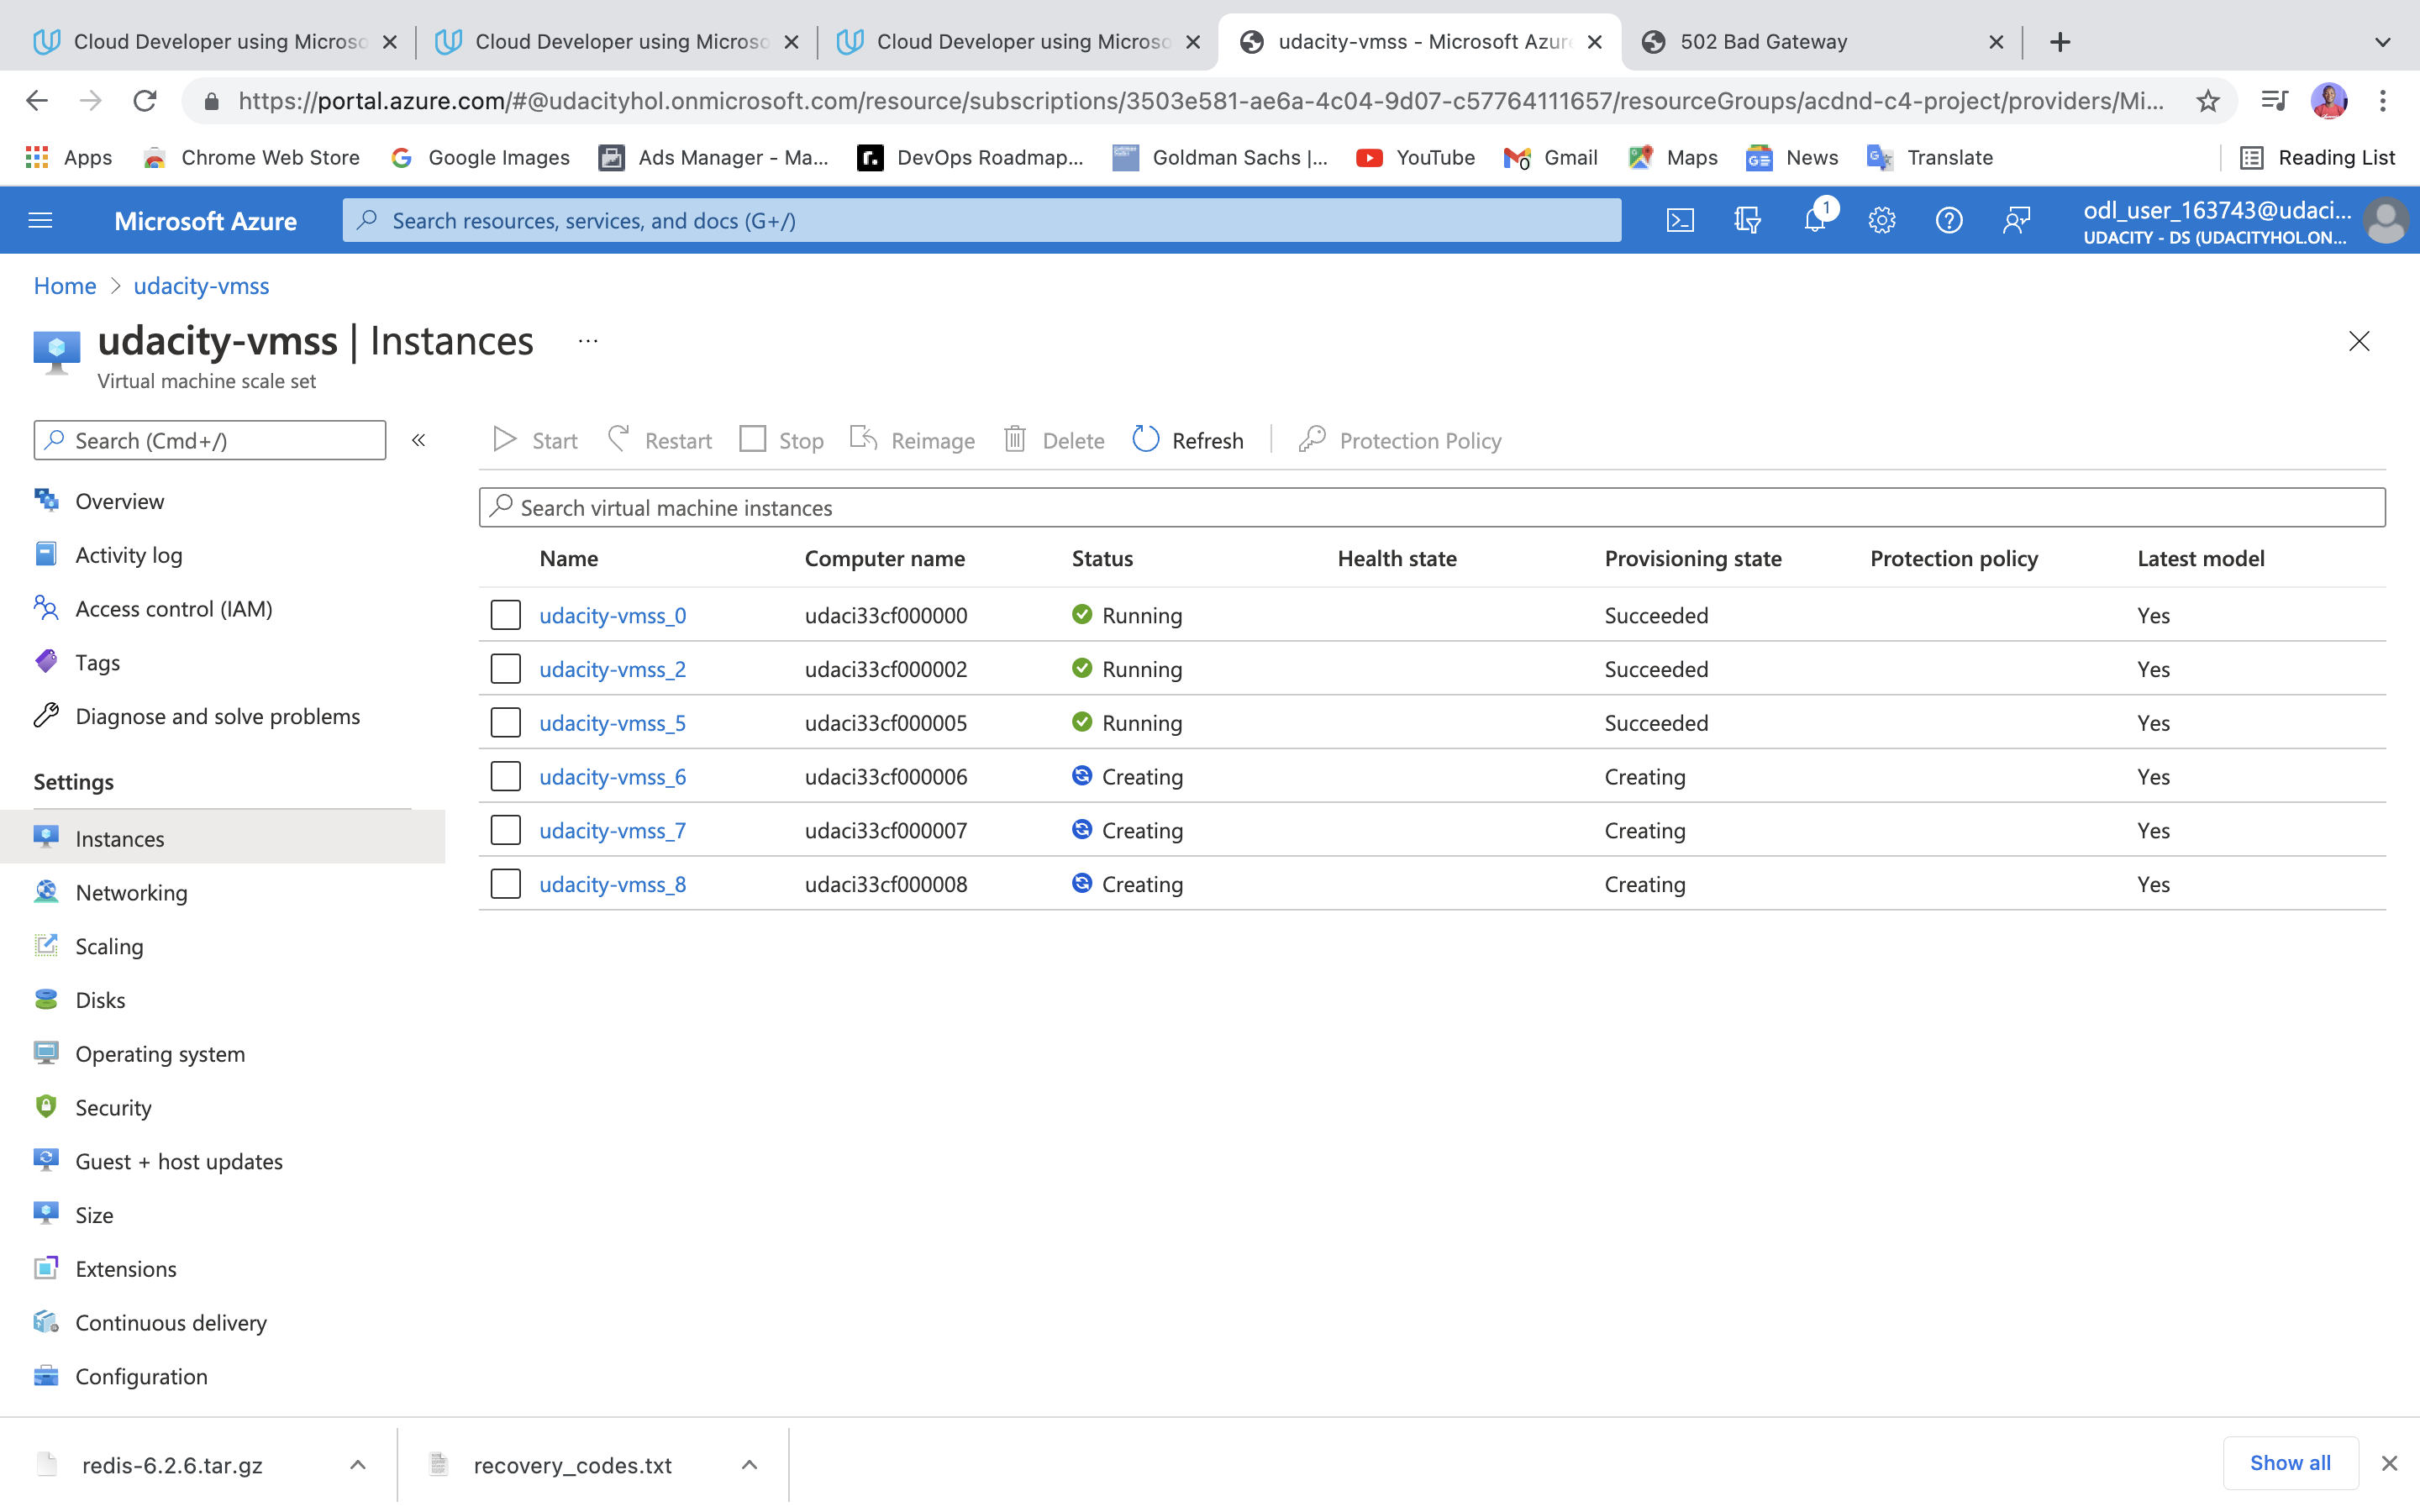 Cloud Developer using Microso
Cloud Developer using Microso
Cloud Developer using Microso
udacity-vmss - Microsoft Azure
502 Bad Gateway
https://portal.azure.com/#@udacityhol.onmicrosoft.com/resource/subscriptions/3503e581-ae6a-4c04-9d07-c57764111657/resourceGroups/acdnd-c4-project/providers/Mi...
Apps Chrome Web Store Google Images Ads Manager - Ma... DevOps Roadmap... Goldman Sachs |... YouTube Gmail Maps News Translate Reading List
Microsoft Azure
Search resources, services, and docs (G+/)
1
odl_user_163743@udaci...
UDACITY - DS (UDACITYHOL.ON...
Home > udacity-vmss
udacity-vmss | Instances ...
Virtual machine scale set
Search (Cmd+/) «
Start Restart Stop Reimage Delete Refresh Protection Policy
Overview
Activity log
Access control (IAM)
Tags
Diagnose and solve problems
Settings
Instances
Networking
Scaling
Disks
Operating system
Security
Guest + host updates
Size
Extensions
Continuous delivery
Configuration
Search virtual machine instances
Name Computer name Status Health state Provisioning state Protection policy Latest model
udacity-vmss_0 udaci33cf000000 Running Succeeded Yes
udacity-vmss_2 udaci33cf000002 Running Succeeded Yes
udacity-vmss_5 udaci33cf000005 Running Succeeded Yes
udacity-vmss_6 udaci33cf000006 Creating Creating Yes
udacity-vmss_7 udaci33cf000007 Creating Creating Yes
udacity-vmss_8 udaci33cf000008 Creating Creating Yes
redis-6.2.6.tar.gz
recovery_codes.txt
Show all